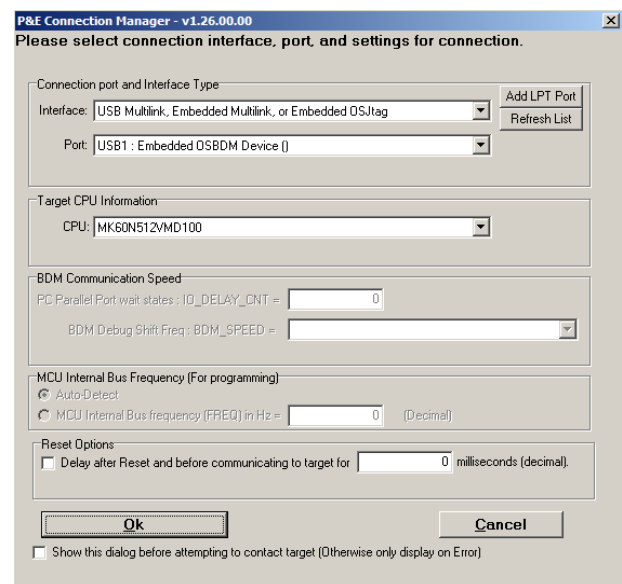 P&E Connection Manager - v1.26.00.00
Please select connection interface, port, and settings for connection.
Connection port and Interface Type
Add LPT Port
Interface: USB Multilink, Embedded Multilink, or Embedded OSJtag
Refresh List
Port: USB1 : Embedded OSBDM Device ()
Target CPU Information
CPU: MK60N512VMD100
BDM Communication Speed
PC Parallel Port wait states : IO_DELAY_CNT = 0
BDM Debug Shift Freq : BDM_SPEED =
MCU Internal Bus Frequency (For programming)
Auto-Detect
MCU Internal Bus frequency (FREQ) in Hz = 0 (Decimal)
Reset Options
Delay after Reset and before communicating to target for 0 milliseconds (decimal).
Ok Cancel
Show this dialog before attempting to contact target (Otherwise only display on Error)